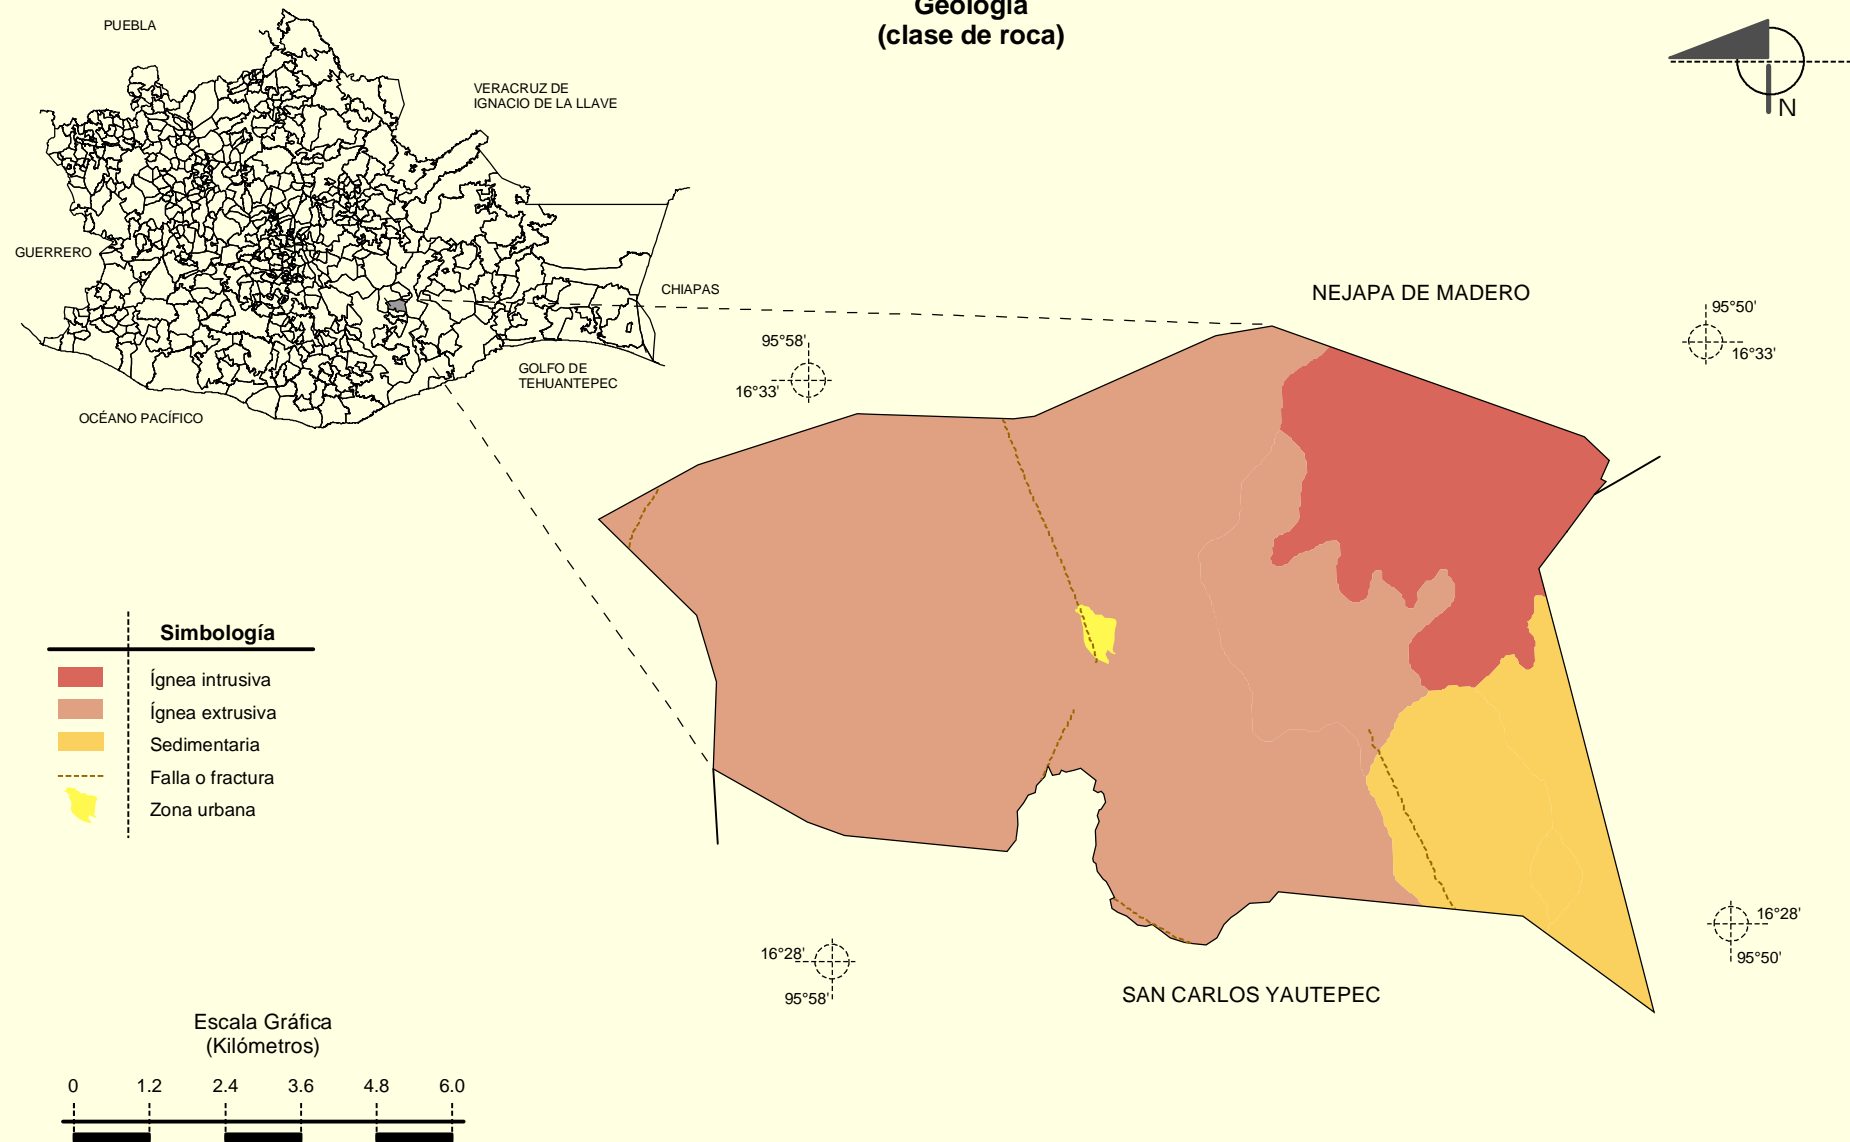 Geología
(clase de roca)
PUEBLA
VERACRUZ DE
IGNACIO DE LA LLAVE
N
GUERRERO
CHIAPAS
NEJAPA DE MADERO
95°50'
16°33'
95°58'
16°33'
GOLFO DE
TEHUANTEPEC
OCÉANO PACÍFICO
Simbología
Ígnea intrusiva
Ígnea extrusiva
Sedimentaria
Falla o fractura
Zona urbana
16°28'
95°50'
16°28'
95°58'
SAN CARLOS YAUTEPEC
Escala Gráfica
(Kilómetros)
0 1.2 2.4 3.6 4.8 6.0